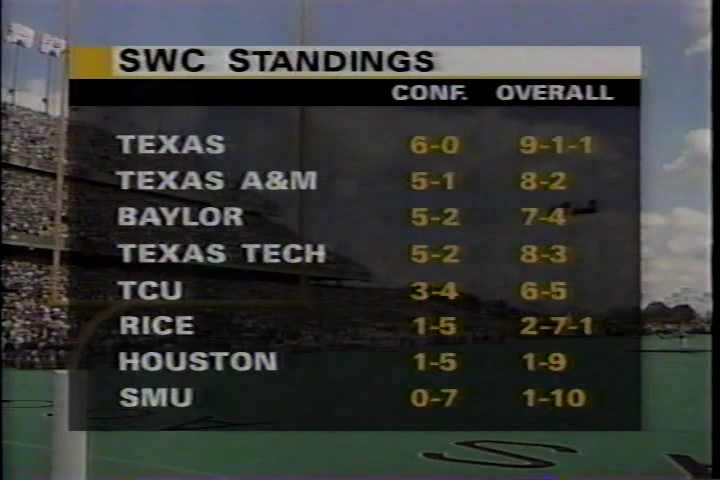 SWC STANDINGS
CONF. OVERALL
TEXAS 6-0 9-1-1
TEXAS A&M 5-1 8-2
BAYLOR 5-2 7-4
TEXAS TECH 5-2 8-3
TCU 3-4 6-5
RICE 1-5 2-7-1
HOUSTON 1-5 1-9
SMU 0-7 1-10